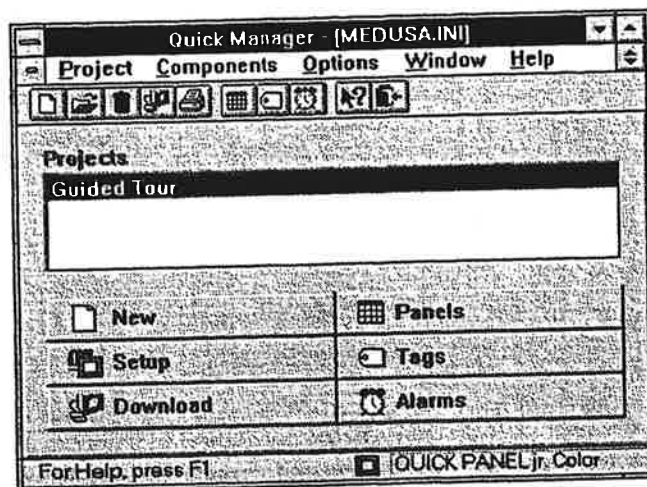 Quick Manager - [MEDUSA.INI]
Project Components Options Window Help
Projects
Guided Tour
New
Panels
Setup
Tags
Download
Alarms
For Help, press F1
QUICK PANEL jr. Color